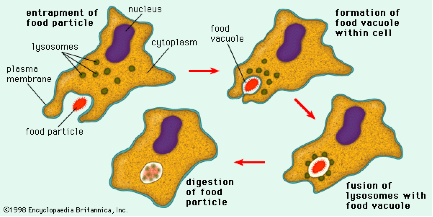 entrapment of
food particle
nucleus
lysosomes
cytoplasm
plasma
membrane
food particle
formation of
food vacuole
within cell
food
vacuole
fusion of
lysosomes with
food vacuole
digestion
of food
particle
©1998 Encyclopaedia Britannica, Inc.